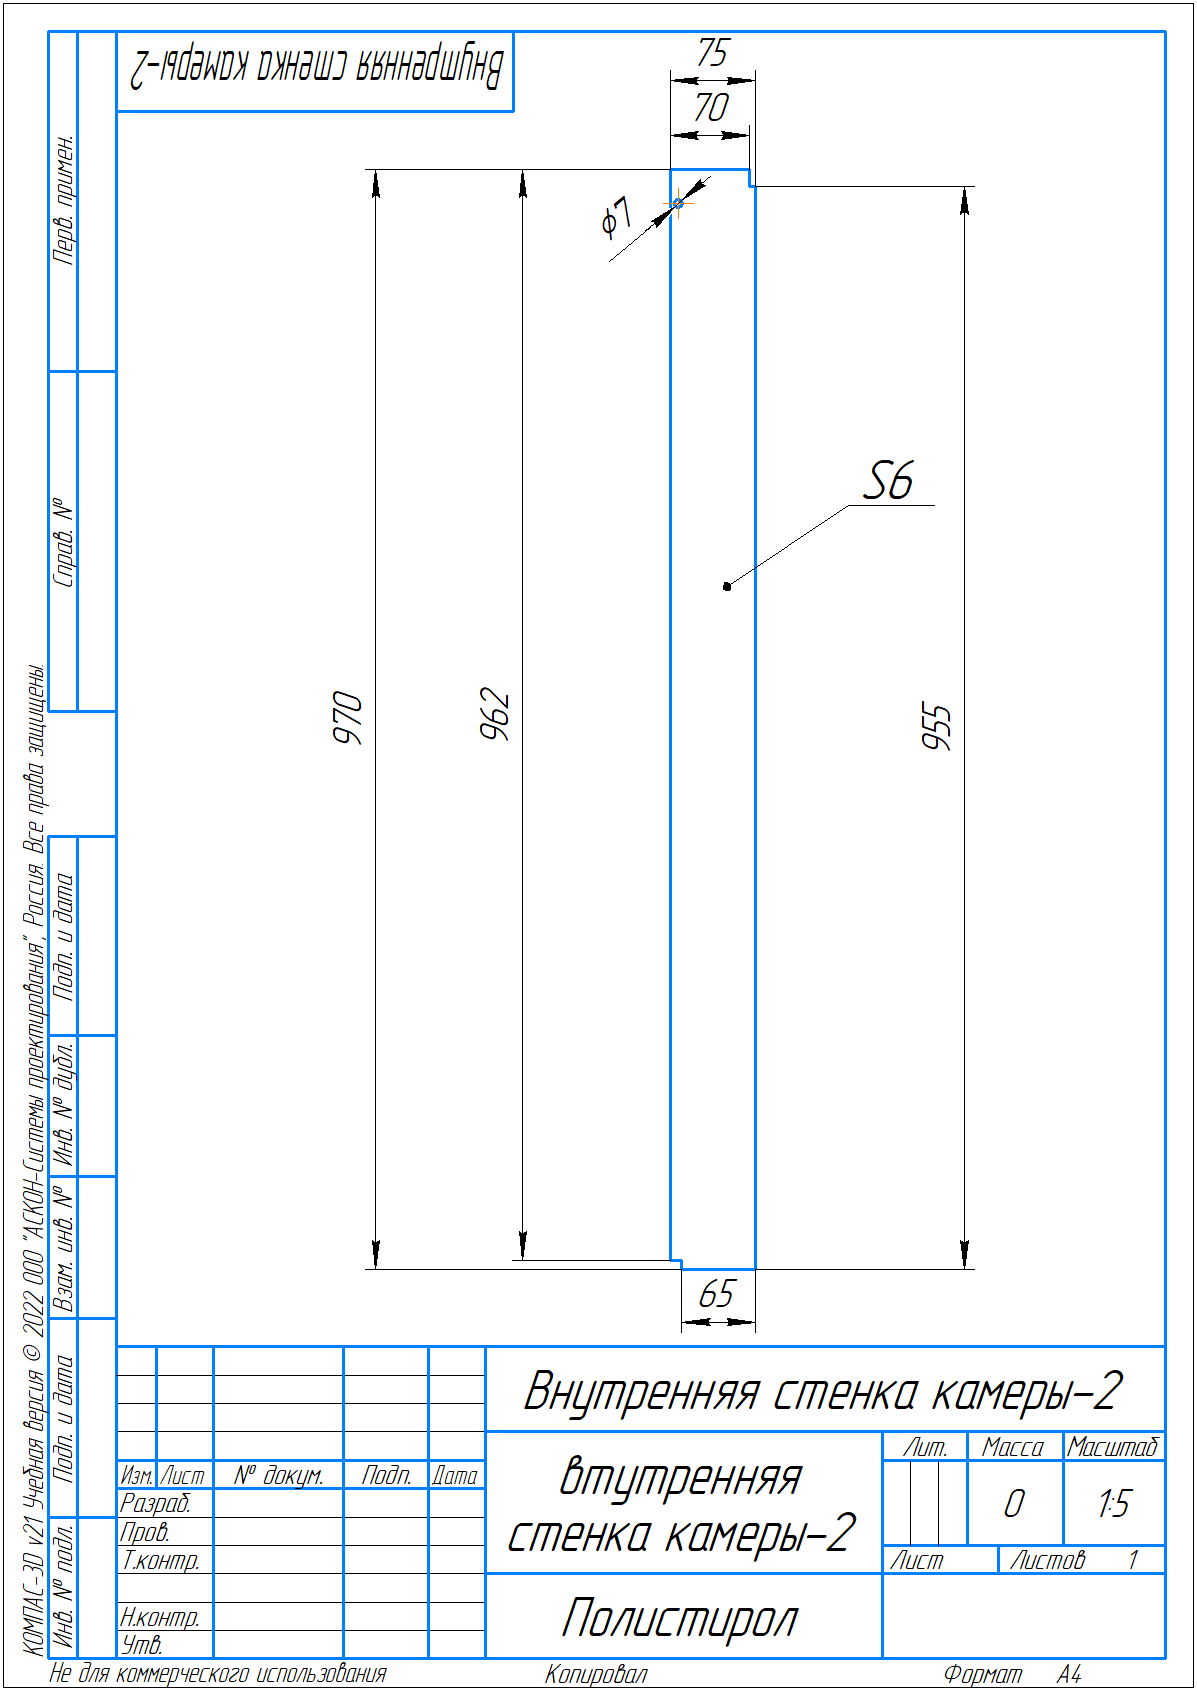 Внутренняя стенка камеры-2
75
70
ϕ7
S6
970
962
955
65
Перв. примен.
Справ. №
Подп. и дата
Инв. № дубл.
Взам. инв. №
Подп. и дата
Инв. № подл.
КОМПАС-3D v21 Учебная версия © 2022 ООО "АСКОН-Системы проектирования", Россия. Все права защищены.
Внутренняя стенка камеры-2
Изм. Лист № докум. Подп. Дата
Разраб.
Пров.
Т.контр.
Н.контр.
Утв.
втутренняя
стенка камеры-2
Лит. Масса Масштаб
0 1:5
Лист Листов 1
Полистирол
Не для коммерческого использования Копировал Формат А4